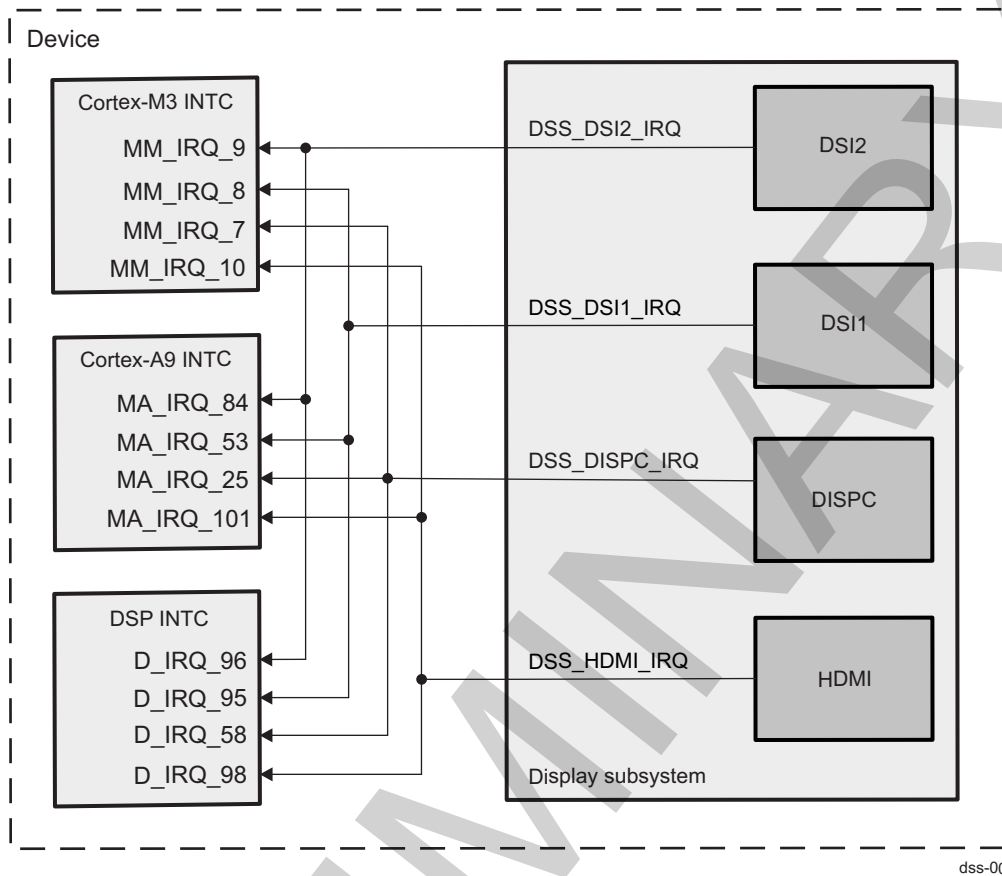 Device
Cortex-M3 INTC
MM_IRQ_9
MM_IRQ_8
MM_IRQ_7
MM_IRQ_10
Cortex-A9 INTC
MA_IRQ_84
MA_IRQ_53
MA_IRQ_25
MA_IRQ_101
DSP INTC
D_IRQ_96
D_IRQ_95
D_IRQ_58
D_IRQ_98
DSS_DSI2_IRQ
DSI2
DSS_DSI1_IRQ
DSI1
DSS_DISPC_IRQ
DISPC
DSS_HDMI_IRQ
HDMI
Display subsystem